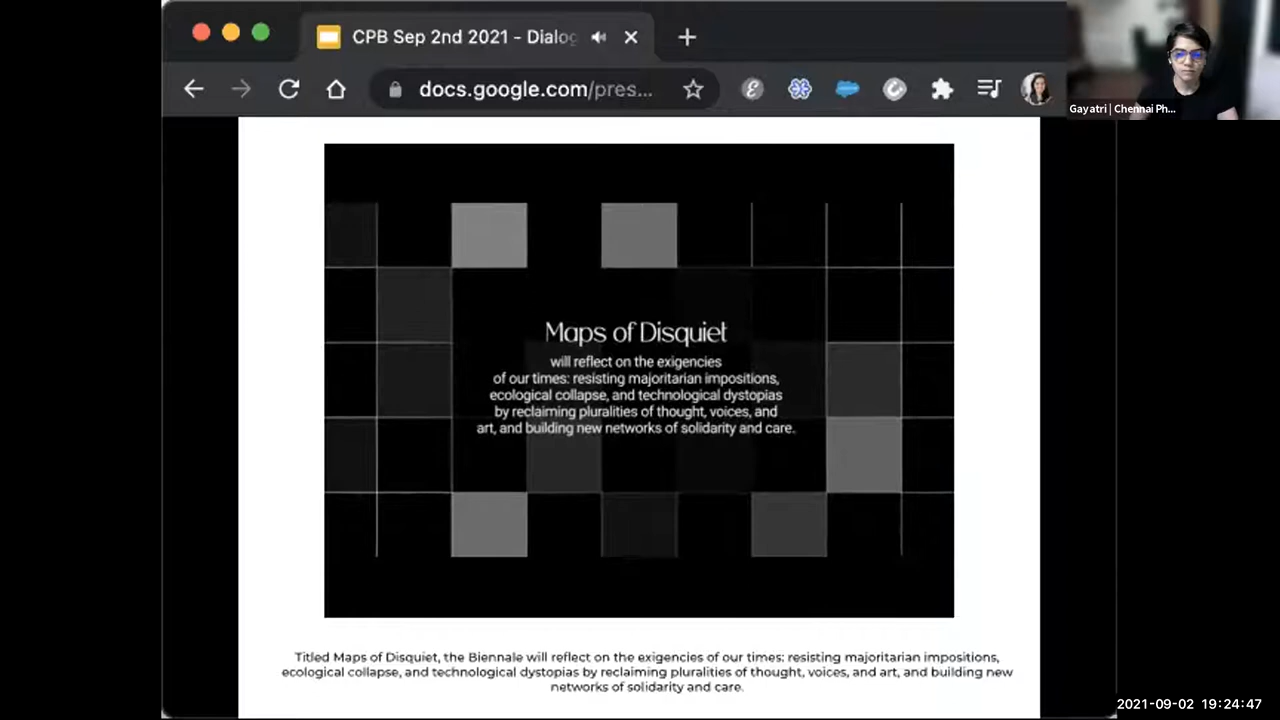 CPB Sep 2nd 2021 - Dialog
docs.google.com/pres...
Gayatri | Chennai Ph...
Maps of Disquiet
will reflect on the exigencies
of our times: resisting majoritarian impositions,
ecological collapse, and technological dystopias
by reclaiming pluralities of thought, voices, and
art, and building new networks of solidarity and care.
Titled Maps of Disquiet, the Biennale will reflect on the exigencies of our times: resisting majoritarian impositions,
ecological collapse, and technological dystopias by reclaiming pluralities of thought, voices, and art, and building new
networks of solidarity and care.
2021-09-02 19:24:47